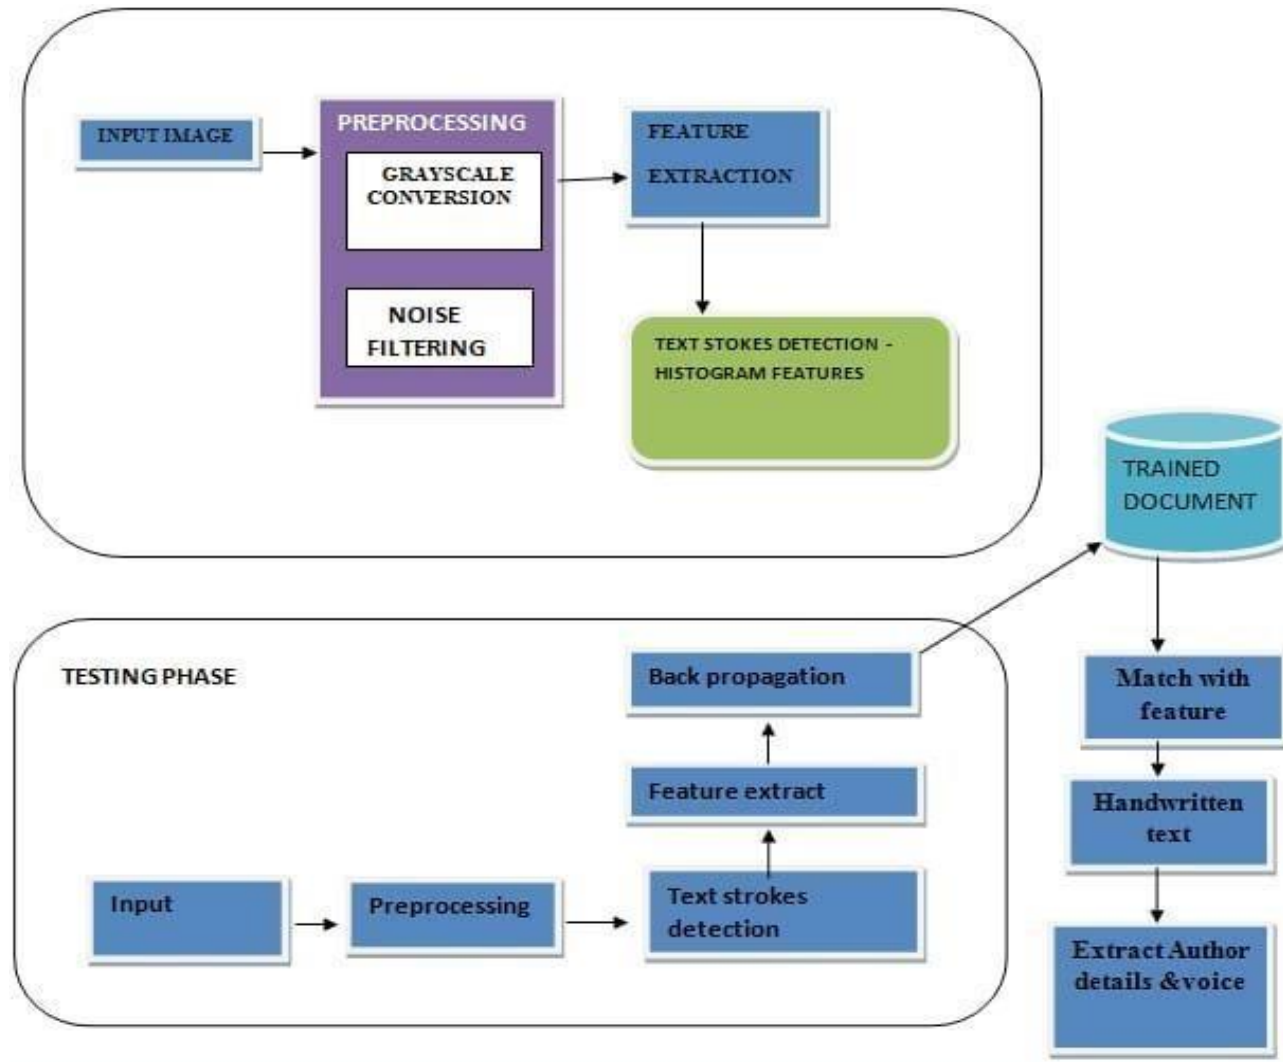 INPUT IMAGE
PREPROCESSING
GRAYSCALE
CONVERSION
NOISE
FILTERING
FEATURE
EXTRACTION
TEXT STOKES DETECTION -
HISTOGRAM FEATURES
TRAINED
DOCUMENT
TESTING PHASE
Back propagation
Feature extract
Input
Preprocessing
Text strokes
detection
Match with
feature
Handwritten
text
Extract Author
details &voice